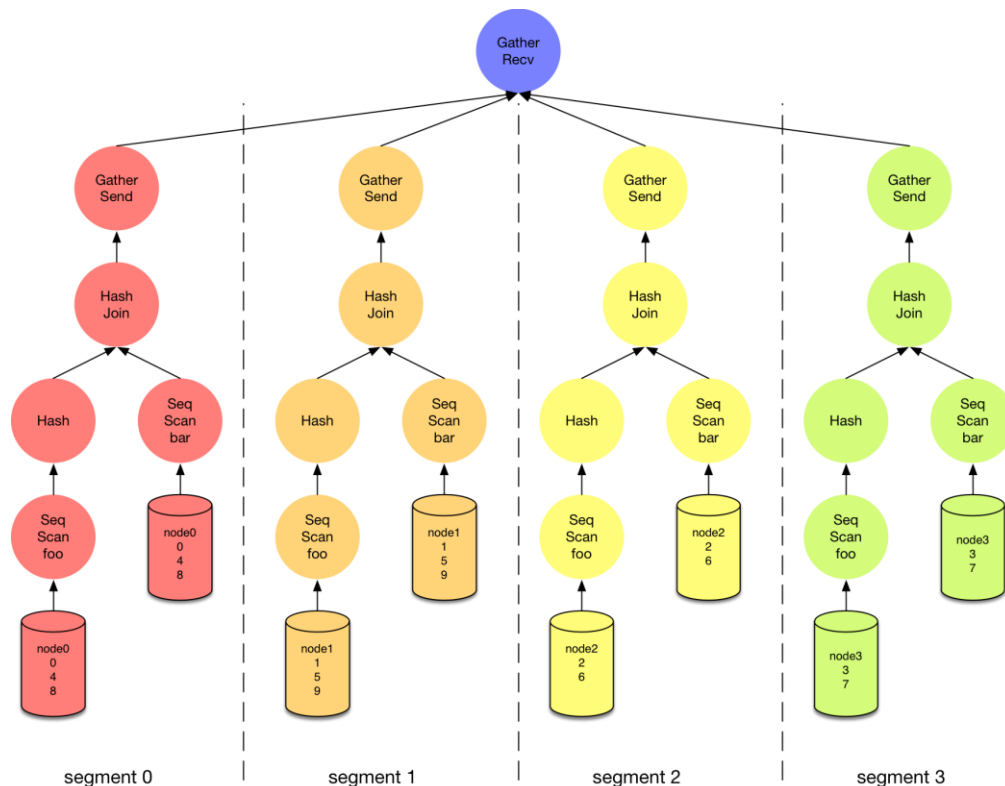 Gather
Recv
Gather
Send
Gather
Send
Gather
Send
Gather
Send
Hash
Join
Hash
Join
Hash
Join
Hash
Join
Hash
Seq
Scan
bar
Hash
Seq
Scan
bar
Hash
Seq
Scan
bar
Hash
Seq
Scan
bar
Seq
Scan
foo
node0
0
4
8
Seq
Scan
foo
node1
1
5
9
Seq
Scan
foo
node2
2
6
Seq
Scan
foo
node3
3
7
node0
0
4
8
node1
1
5
9
node2
2
6
node3
3
7
segment 0
segment 1
segment 2
segment 3